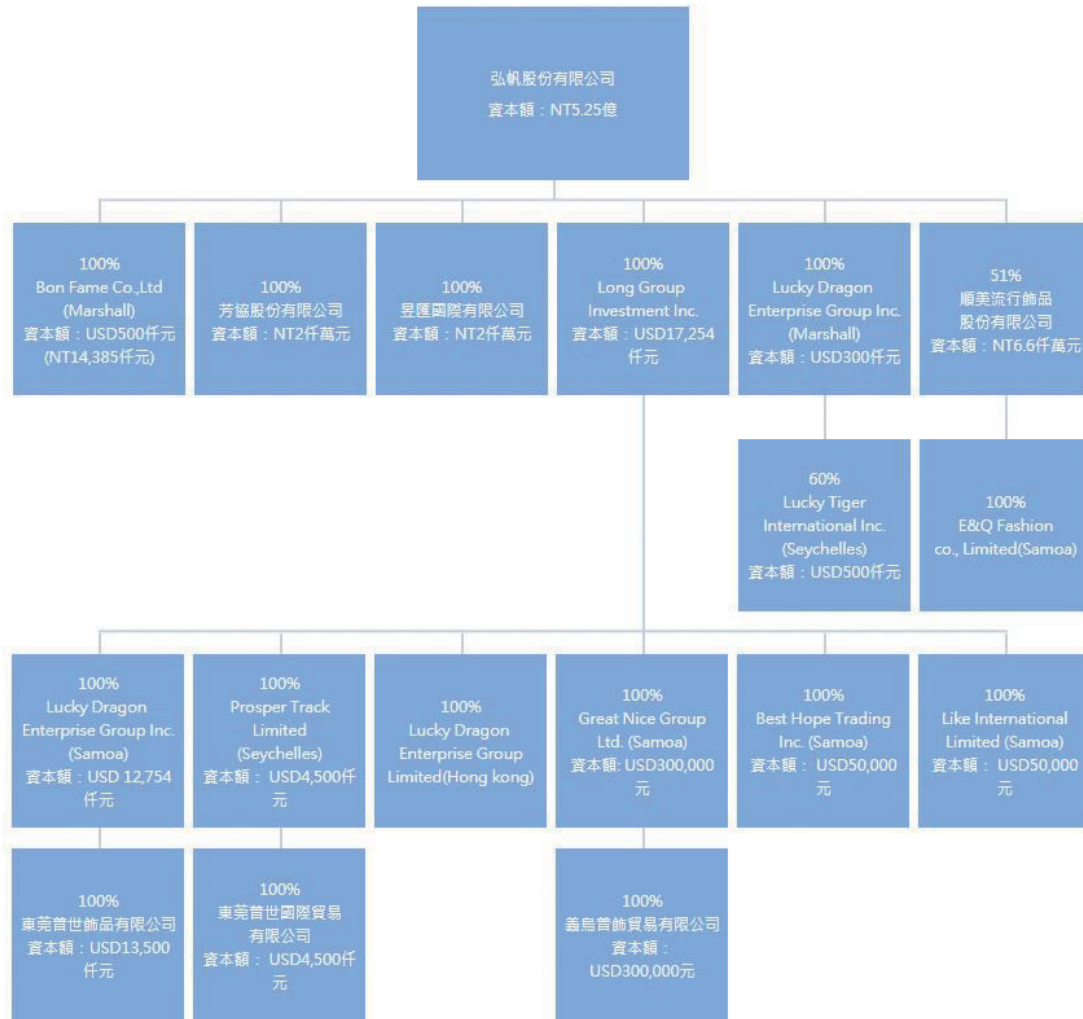 弘帆股份有限公司
資本額：NT5.25億
100%
Bon Fame Co.,Ltd
(Marshall)
資本額：USD500仟元
(NT14,385仟元)
100%
芳協股份有限公司
資本額：NT2仟萬元
100%
昱匯國際有限公司
資本額：NT2仟萬元
100%
Long Group
Investment Inc.
資本額：USD17,254
仟元
100%
Lucky Dragon
Enterprise Group Inc.
(Marshall)
資本額：USD300仟元
51%
順美流行飾品
股份有限公司
資本額：NT6.6仟萬元
60%
Lucky Tiger
International Inc.
(Seychelles)
資本額：USD500仟元
100%
E&Q Fashion
co., Limited(Samoa)
100%
Lucky Dragon
Enterprise Group Inc.
(Samoa)
資本額：USD 12,754
仟元
100%
Prosper Track
Limited
(Seychelles)
資本額： USD4,500仟
元
100%
Lucky Dragon
Enterprise Group
Limited(Hong kong)
100%
Great Nice Group
Ltd. (Samoa)
資本額: USD300,000
元
100%
Best Hope Trading
Inc. (Samoa)
資本額： USD50,000
元
100%
Like International
Limited (Samoa)
資本額： USD50,000
元
100%
東莞普世飾品有限公司
資本額：USD13,500
仟元
100%
東莞普世國際貿易
有限公司
資本額： USD4,500仟
元
100%
義烏首飾貿易有限公司
資本額：
USD300,000元